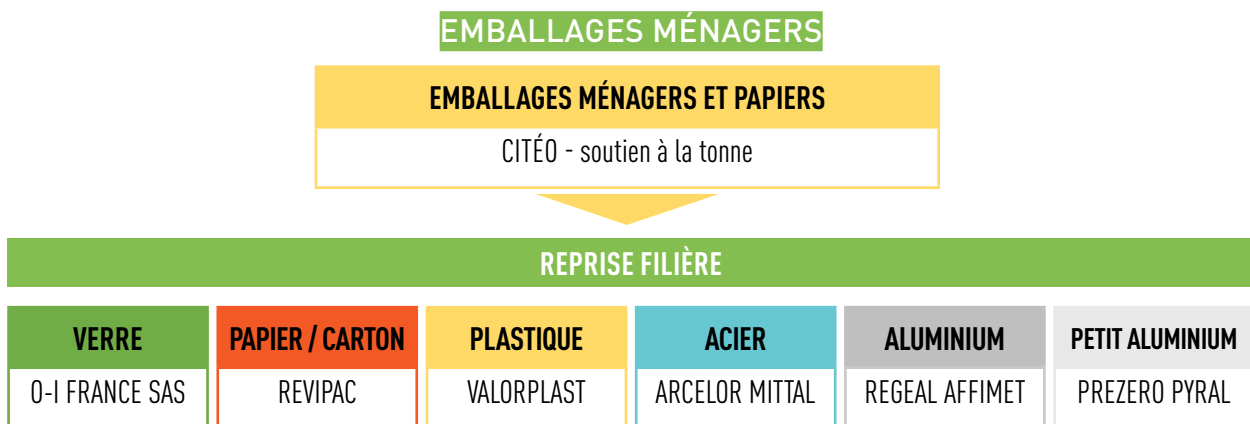 EMBALLAGES MÉNAGERS
EMBALLAGES MÉNAGERS ET PAPIERS
CITÉO - soutien à la tonne
REPRISE FILIÈRE
VERRE
O-I FRANCE SAS
PAPIER / CARTON
REVIPAC
PLASTIQUE
VALORPLAST
ACIER
ARCELOR MITTAL
ALUMINIUM
REGEAL AFFIMET
PETIT ALUMINIUM
PREZERO PYRAL